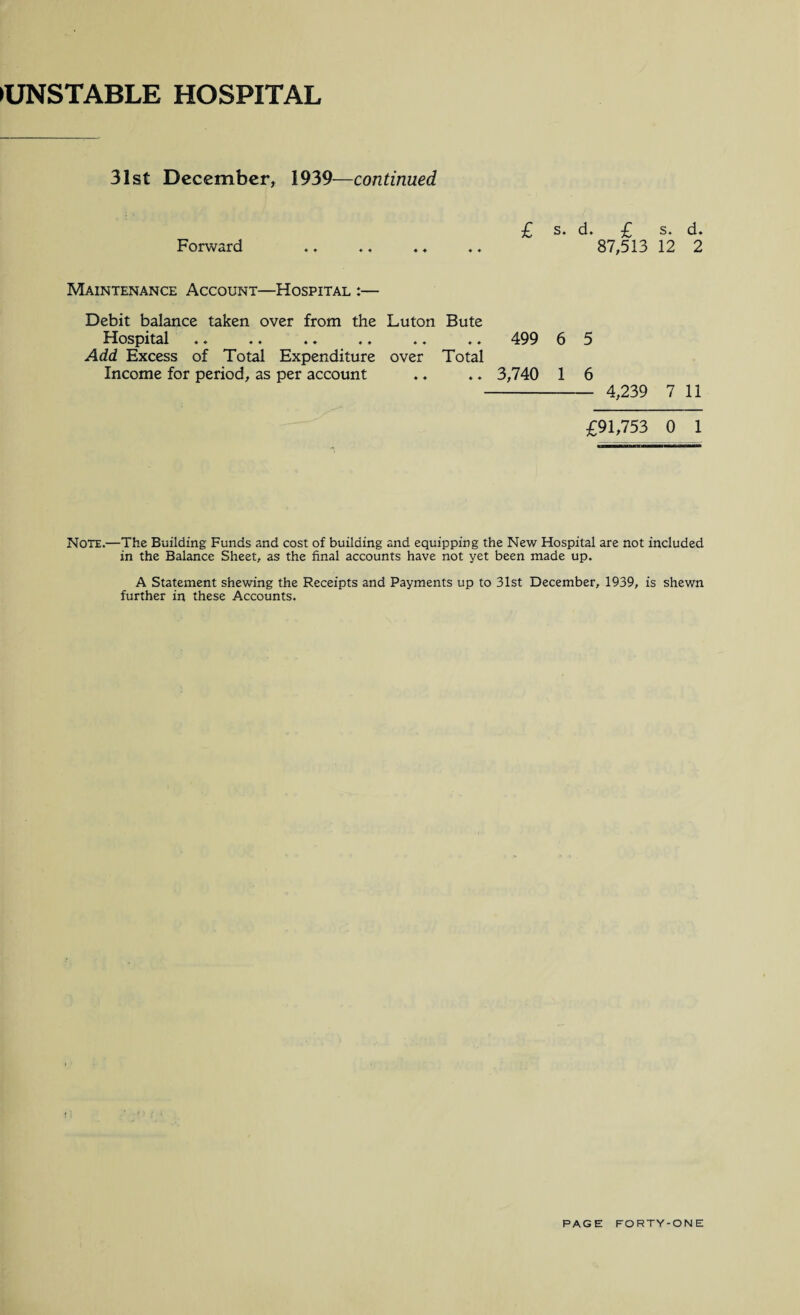 UNSTABLE HOSPITAL
31st December, 1939—continued
£ s. d. £ s. d.
Forward .. .. .. .. 87,513 12 2
MAINTENANCE ACCOUNT—HOSPITAL :—
Debit balance taken over from the Luton Bute
Hospital .. .. .. .. .. .. 499 6 5
Add Excess of Total Expenditure over Total
Income for period, as per account .. .. 3,740 1 6
4,239 7 11
£91,753 0 1
NOTE.—The Building Funds and cost of building and equipping the New Hospital are not included
in the Balance Sheet, as the final accounts have not yet been made up.
A Statement shewing the Receipts and Payments up to 31st December, 1939, is shewn
further in these Accounts.
PAGE FORTY-ONE